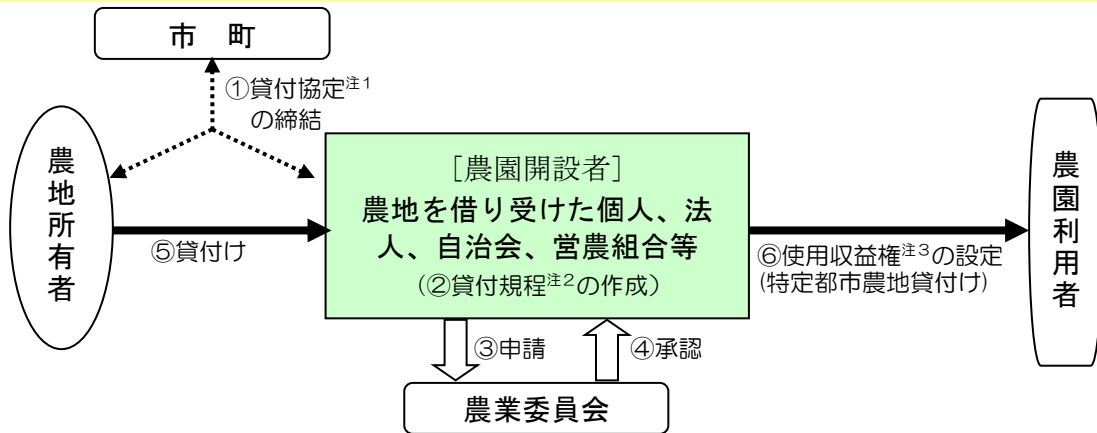 市　町
①貸付協定注1
の締結
農地所有者
［農園開設者］
農地を借り受けた個人、法
人、自治会、営農組合等
（②貸付規程注2の作成）
⑤貸付け
⑥使用収益権注3の設定
(特定都市農地貸付け)
農園利用者
③申請
④承認
農業委員会